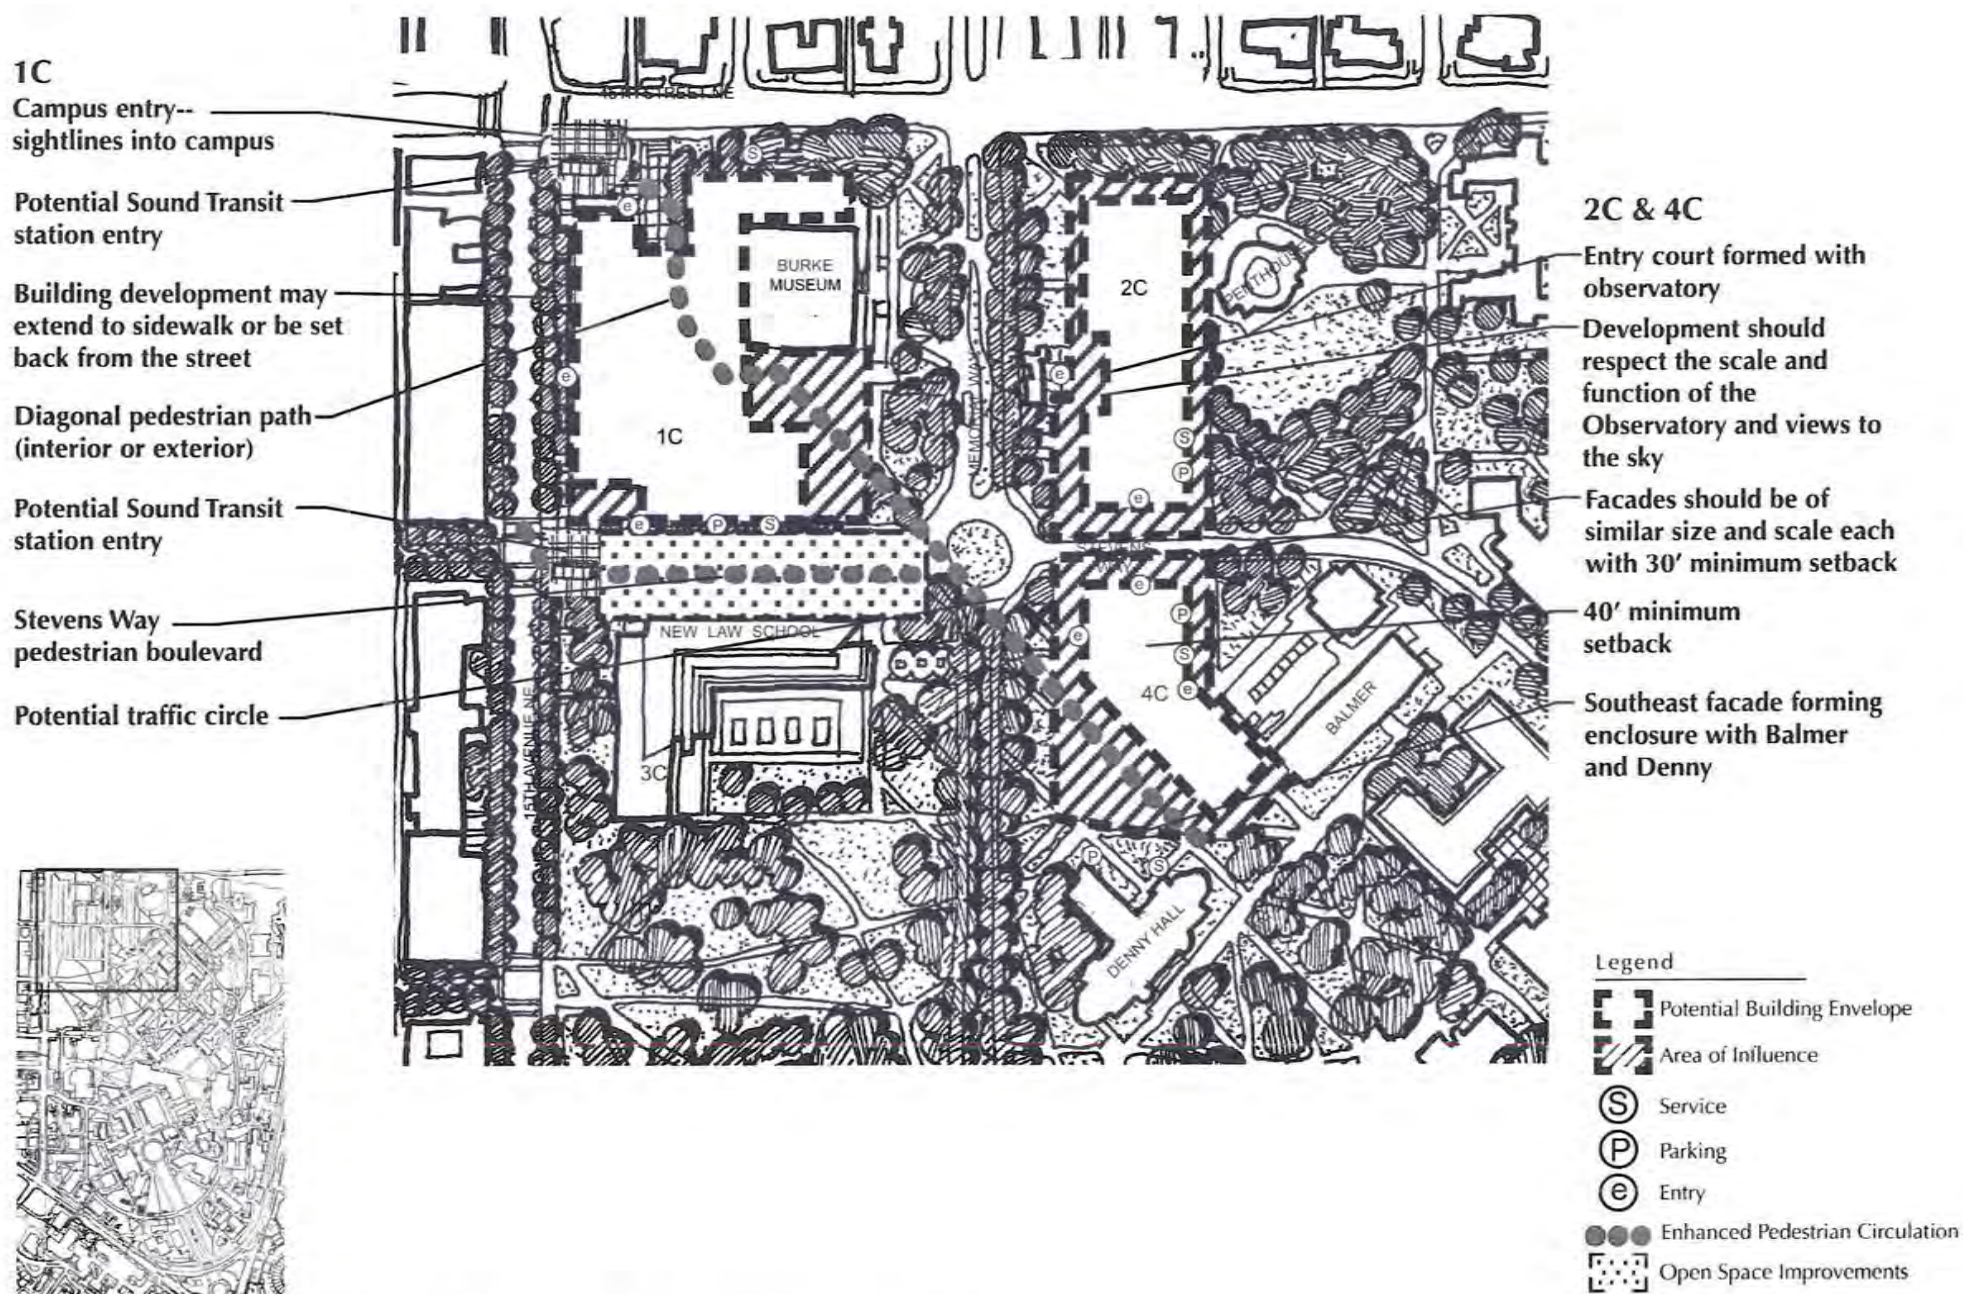 1C
Campus entry--
sightlines into campus
Potential Sound Transit
station entry
Building development may
extend to sidewalk or be set
back from the street
Diagonal pedestrian path
(interior or exterior)
Potential Sound Transit
station entry
Stevens Way
pedestrian boulevard
Potential traffic circle
45TH STREET NE
S
e
BURKE
MUSEUM
2C
PENTHOUSE
e
e
1C
MEMORIAL WAY
S
P
e
e
P
S
STEVENS
WAY
e
P
NEW LAW SCHOOL
e
S
4C
e
BALMER
15TH AVENUE NE
3C
P
S
DENNY HALL
2C & 4C
Entry court formed with
observatory
Development should
respect the scale and
function of the
Observatory and views to
the sky
Facades should be of
similar size and scale each
with 30' minimum setback
40' minimum
setback
Southeast facade forming
enclosure with Balmer
and Denny
Legend
Potential Building Envelope
Area of Influence
S Service
P Parking
e Entry
Enhanced Pedestrian Circulation
Open Space Improvements